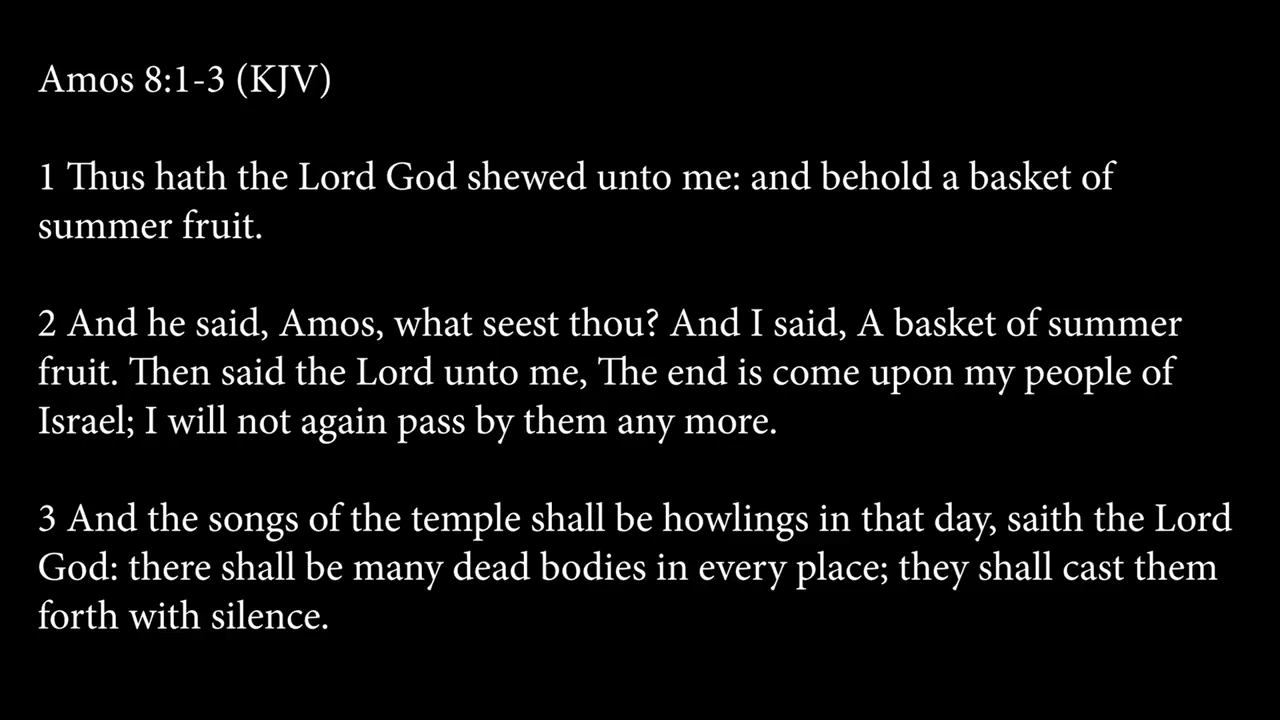 Amos 8:1-3 (KJV)
1 Thus hath the Lord God shewed unto me: and behold a basket of
summer fruit.
2 And he said, Amos, what seest thou? And I said, A basket of summer
fruit. Then said the Lord unto me, The end is come upon my people of
Israel; I will not again pass by them any more.
3 And the songs of the temple shall be howlings in that day, saith the Lord
God: there shall be many dead bodies in every place; they shall cast them
forth with silence.